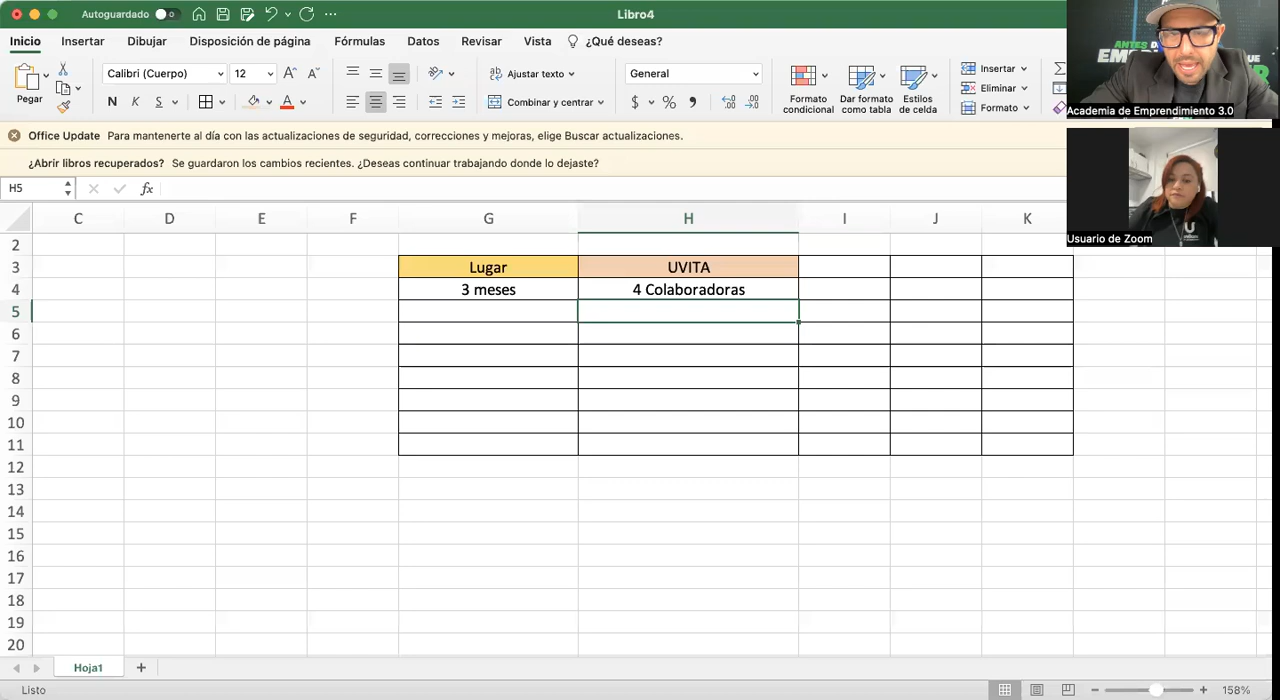 Autoguardado
Libro4
Inicio Insertar Dibujar Disposición de página Fórmulas Datos Revisar Vista ¿Qué deseas?
Pegar
Calibri (Cuerpo) 12
N K S
Ajustar texto
Combinar y centrar
General
$ %
Formato condicional
Dar formato como tabla
Estilos de celda
Insertar
Eliminar
Formato
Office Update Para mantenerte al día con las actualizaciones de seguridad, correcciones y mejoras, elige Buscar actualizaciones.
¿Abrir libros recuperados? Se guardaron los cambios recientes. ¿Deseas continuar trabajando donde lo dejaste?
H5 fx
C D E F G H I J K
2
3 Lugar UVITA
4 3 meses 4 Colaboradoras
5
6
7
8
9
10
11
12
13
14
15
16
17
18
19
20
Hoja1
Listo
158%
Academia de Emprendimiento 3.0
Usuario de Zoom